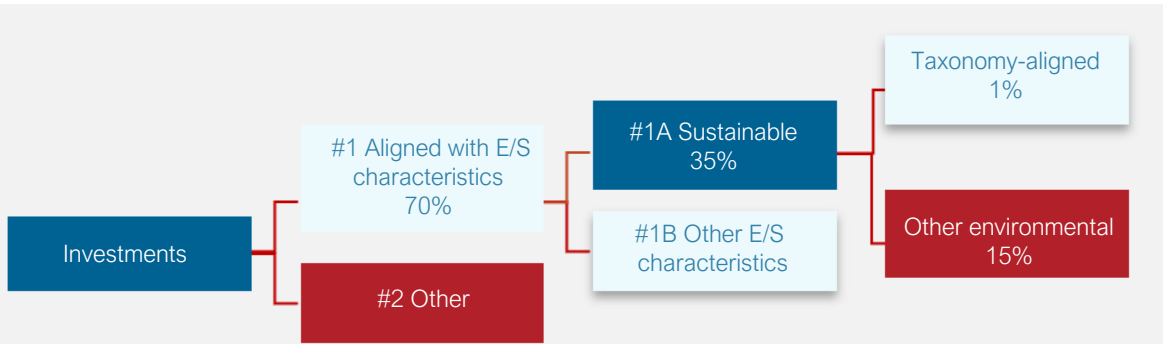 Taxonomy-aligned
1%
#1A Sustainable
35%
#1 Aligned with E/S
characteristics
70%
Other environmental
15%
#1B Other E/S
characteristics
Investments
#2 Other